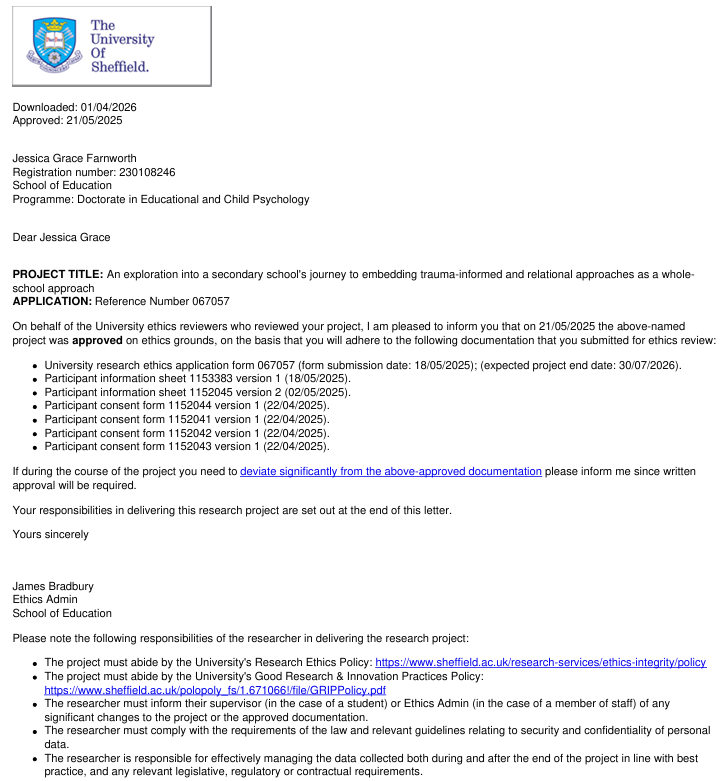 The
University
Of
Sheffield.
Downloaded: 01/04/2026
Approved: 21/05/2025
Jessica Grace Farnworth
Registration number: 230108246
School of Education
Programme: Doctorate in Educational and Child Psychology
Dear Jessica Grace
PROJECT TITLE: An exploration into a secondary school's journey to embedding trauma-informed and relational approaches as a whole-
school approach
APPLICATION: Reference Number 067057
On behalf of the University ethics reviewers who reviewed your project, I am pleased to inform you that on 21/05/2025 the above-named
project was approved on ethics grounds, on the basis that you will adhere to the following documentation that you submitted for ethics review:
• University research ethics application form 067057 (form submission date: 18/05/2025); (expected project end date: 30/07/2026).
• Participant information sheet 1153383 version 1 (18/05/2025).
• Participant information sheet 1152045 version 2 (02/05/2025).
• Participant consent form 1152044 version 1 (22/04/2025).
• Participant consent form 1152041 version 1 (22/04/2025).
• Participant consent form 1152042 version 1 (22/04/2025).
• Participant consent form 1152043 version 1 (22/04/2025).
If during the course of the project you need to deviate significantly from the above-approved documentation please inform me since written
approval will be required.
Your responsibilities in delivering this research project are set out at the end of this letter.
Yours sincerely
James Bradbury
Ethics Admin
School of Education
Please note the following responsibilities of the researcher in delivering the research project:
• The project must abide by the University's Research Ethics Policy: https://www.sheffield.ac.uk/research-services/ethics-integrity/policy
• The project must abide by the University's Good Research & Innovation Practices Policy:
https://www.sheffield.ac.uk/polopoly_fs/1.671066!/file/GRIPPolicy.pdf
• The researcher must inform their supervisor (in the case of a student) or Ethics Admin (in the case of a member of staff) of any
significant changes to the project or the approved documentation.
• The researcher must comply with the requirements of the law and relevant guidelines relating to security and confidentiality of personal
data.
• The researcher is responsible for effectively managing the data collected both during and after the end of the project in line with best
practice, and any relevant legislative, regulatory or contractual requirements.